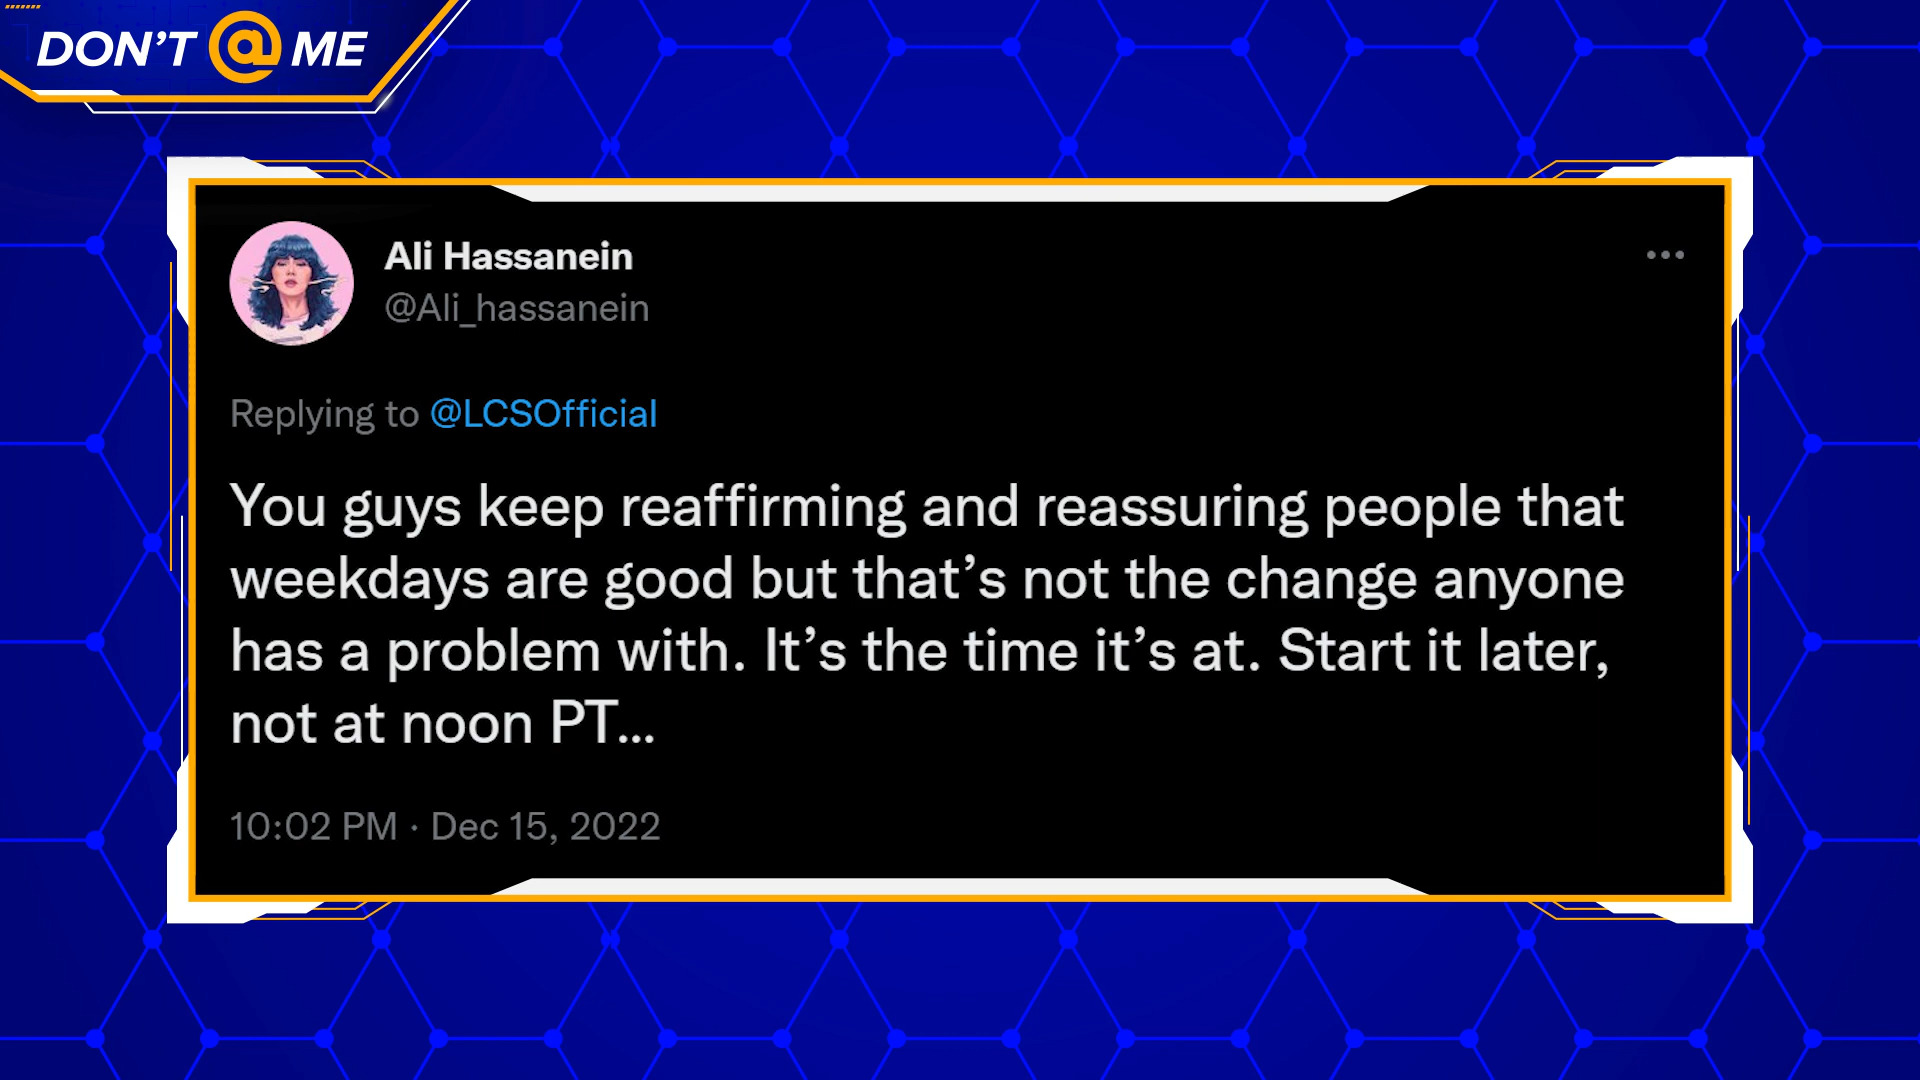 DON'T @ ME
Ali Hassanein
@Ali_hassanein
Replying to @LCSOfficial
You guys keep reaffirming and reassuring people that
weekdays are good but that’s not the change anyone
has a problem with. It’s the time it’s at. Start it later,
not at noon PT...
10:02 PM · Dec 15, 2022